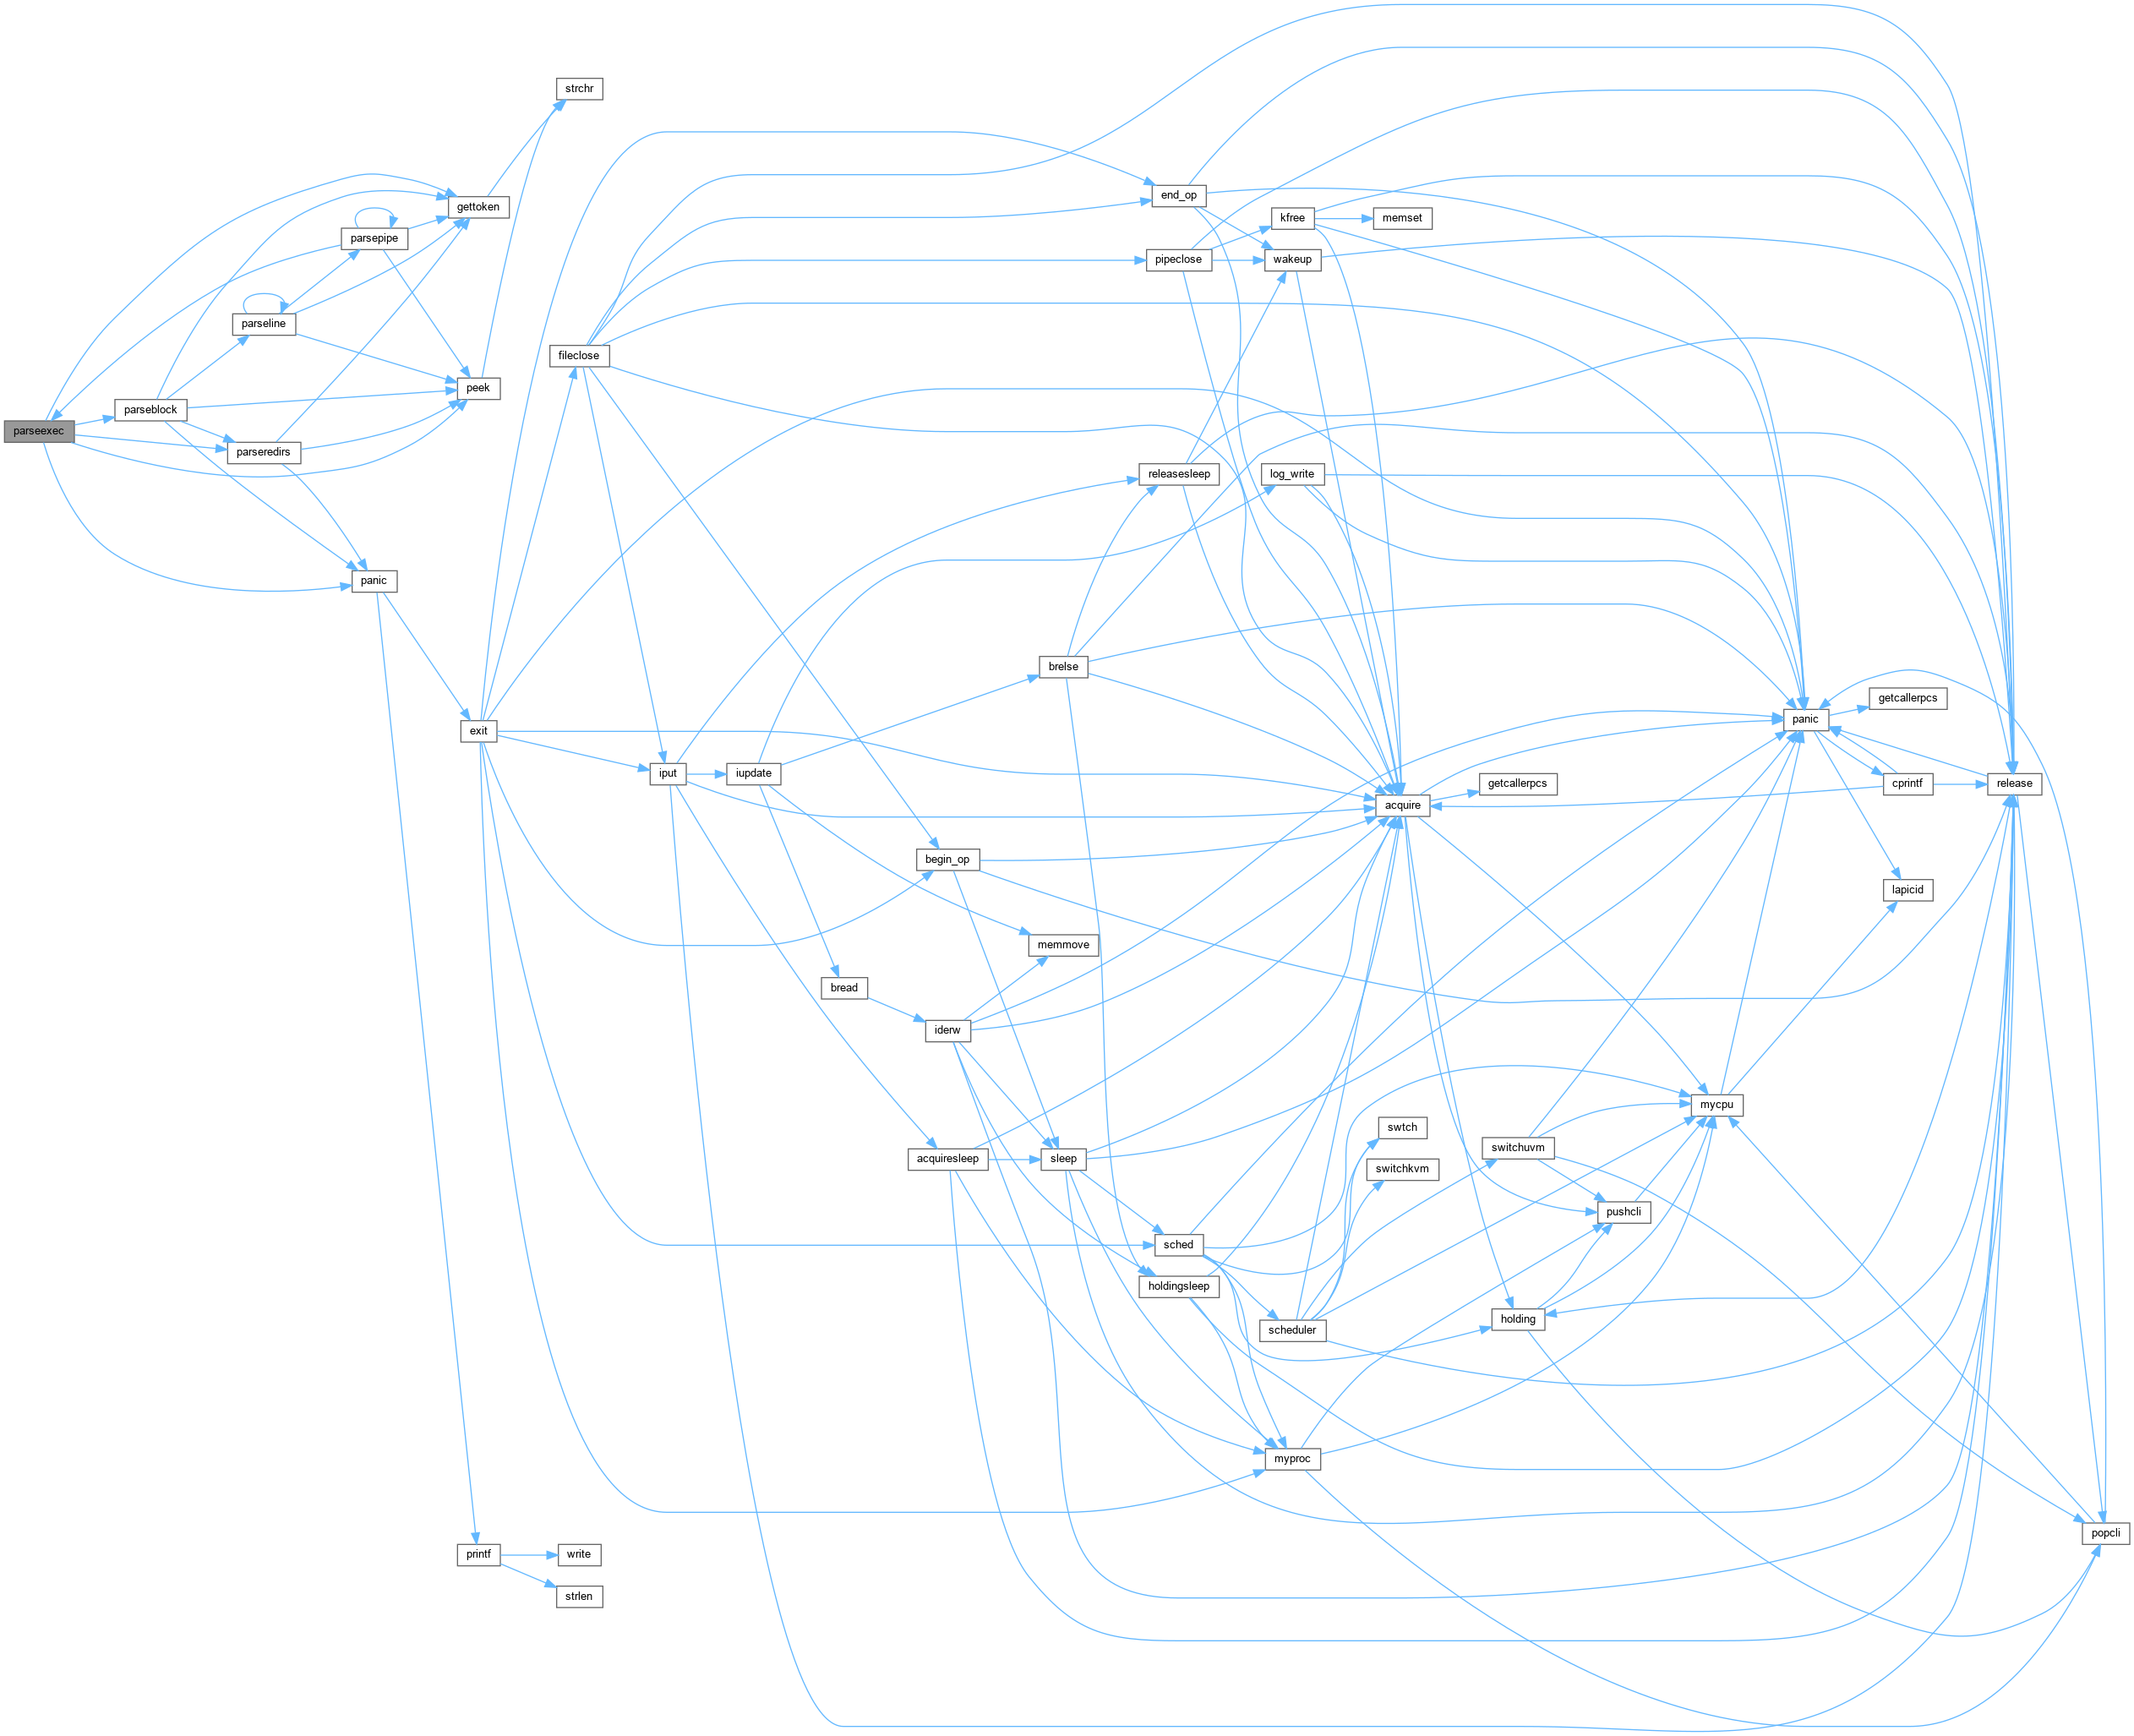 strchr
end_op
gettoken
kfree
memset
parsepipe
pipeclose
wakeup
parseline
fileclose
peek
parseblock
parseexec
parseredirs
releasesleep
log_write
panic
brelse
getcallerpcs
panic
exit
iput
iupdate
getcallerpcs
cprintf
release
acquire
begin_op
lapicid
memmove
bread
iderw
mycpu
swtch
switchuvm
acquiresleep
sleep
switchkvm
pushcli
sched
holdingsleep
holding
scheduler
myproc
popcli
printf
write
strlen